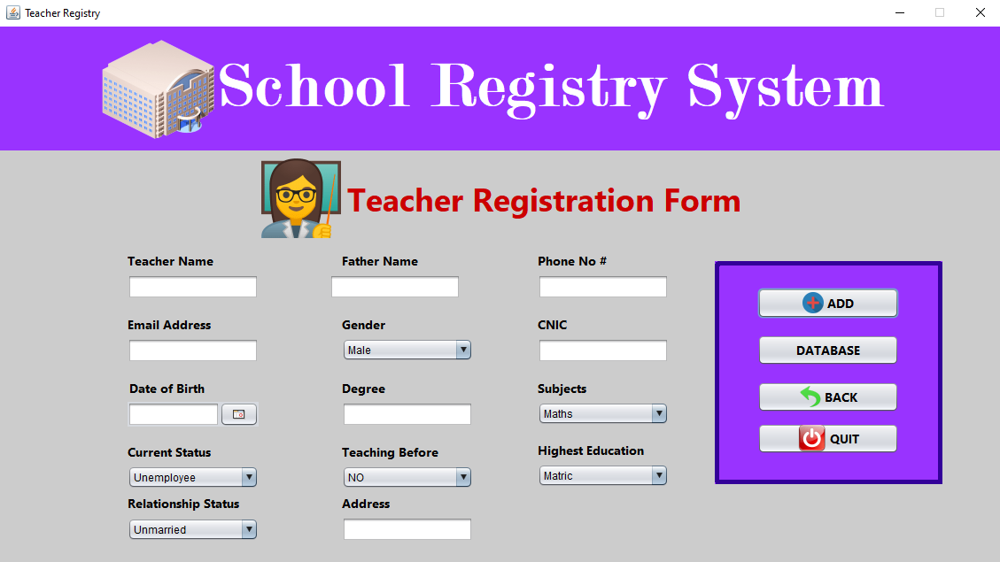 Teacher Registry
School Registry System
Teacher Registration Form
Teacher Name
Father Name
Phone No #
Email Address
Gender
Male
CNIC
Date of Birth
Degree
Subjects
Maths
Current Status
Unemployee
Teaching Before
NO
Highest Education
Matric
Relationship Status
Unmarried
Address
ADD
DATABASE
BACK
QUIT